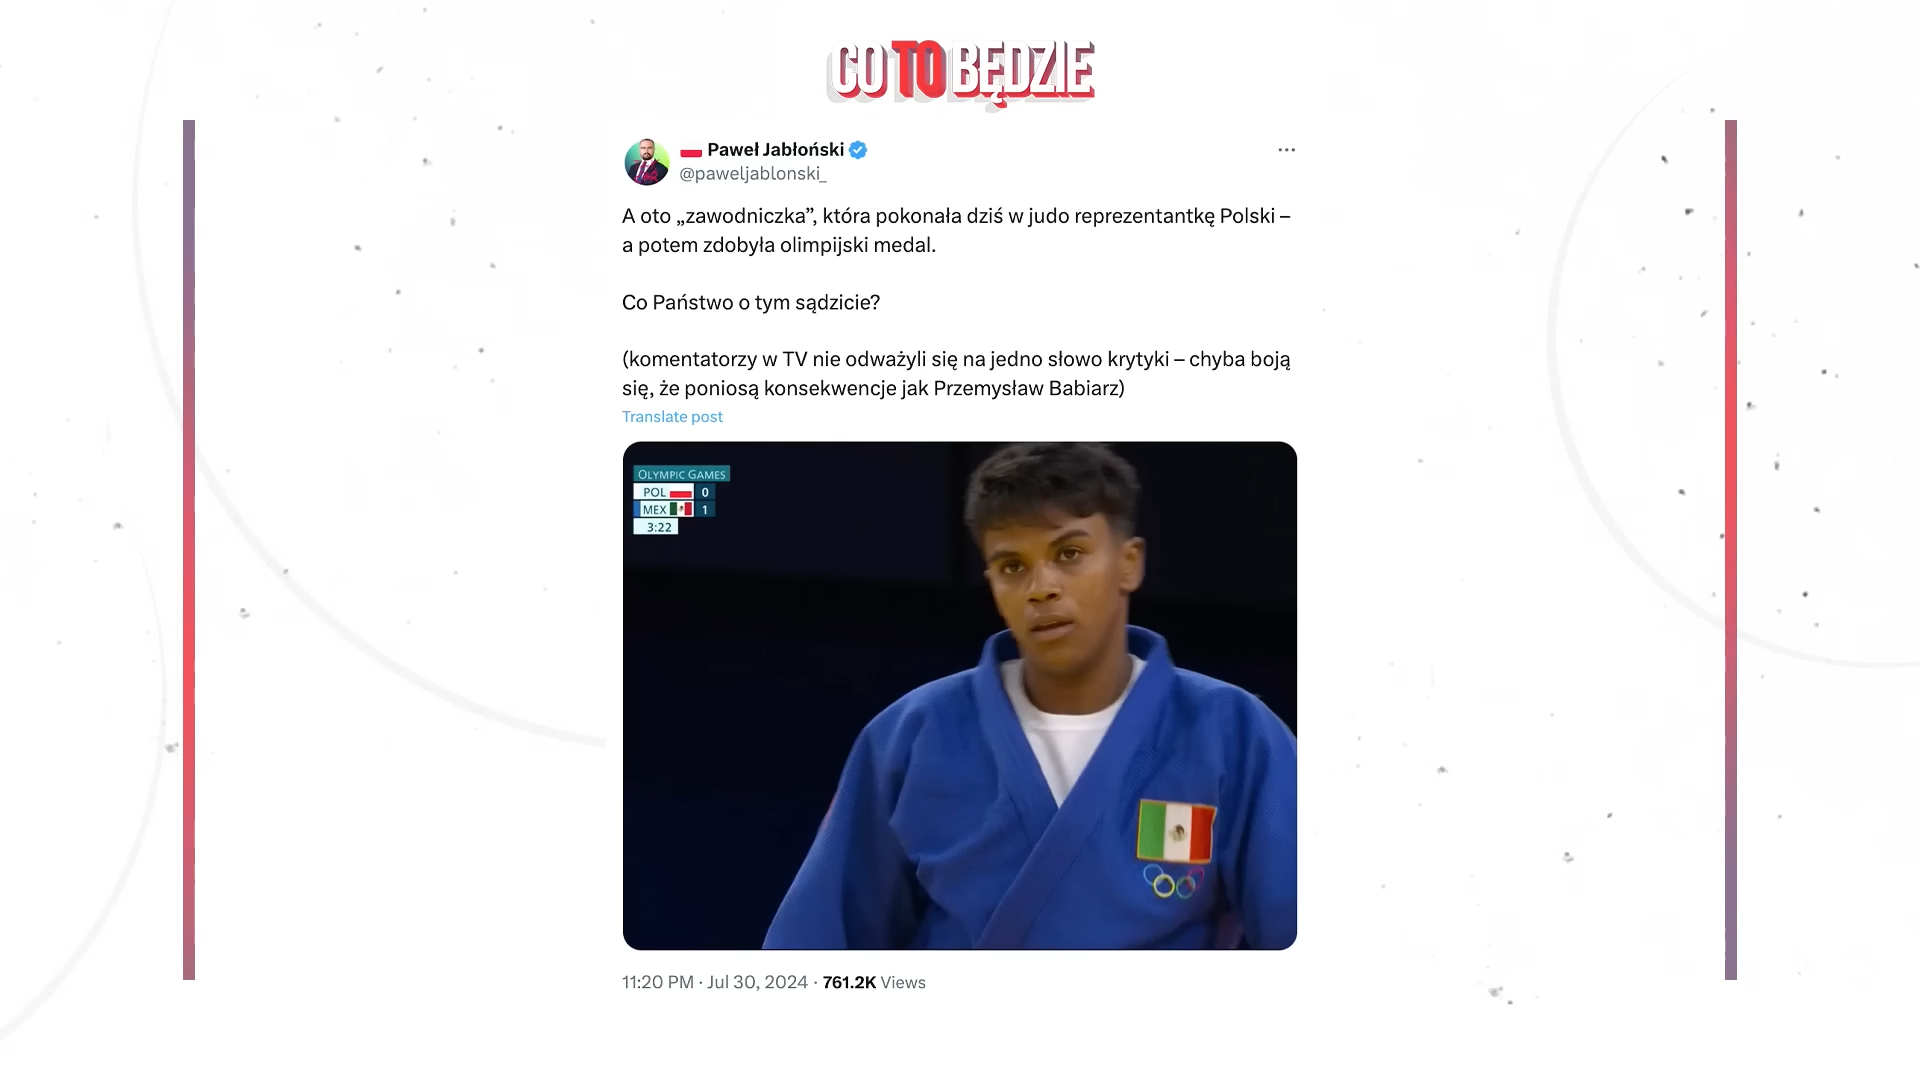 CO TO BĘDZIE
Paweł Jabłoński
@paweljablonski_
A oto „zawodniczka”, która pokonała dziś w judo reprezentantkę Polski –
a potem zdobyła olimpijski medal.
Co Państwo o tym sądzicie?
(komentatorzy w TV nie odważyli się na jedno słowo krytyki – chyba boją
się, że poniosą konsekwencje jak Przemysław Babiarz)
Translate post
OLYMPIC GAMES
POL 0
MEX 1
3:22
11:20 PM · Jul 30, 2024 · 761.2K Views